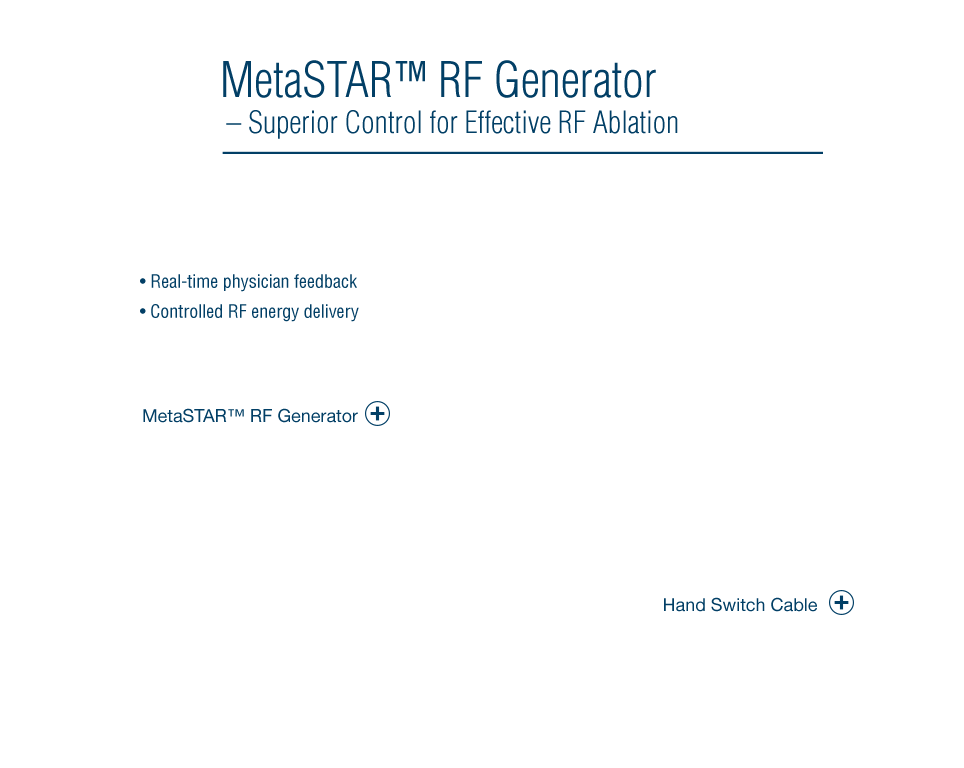 MetaSTAR™ RF Generator
– Superior Control for Effective RF Ablation
• Real-time physician feedback
• Controlled RF energy delivery
MetaSTAR™ RF Generator
Hand Switch Cable